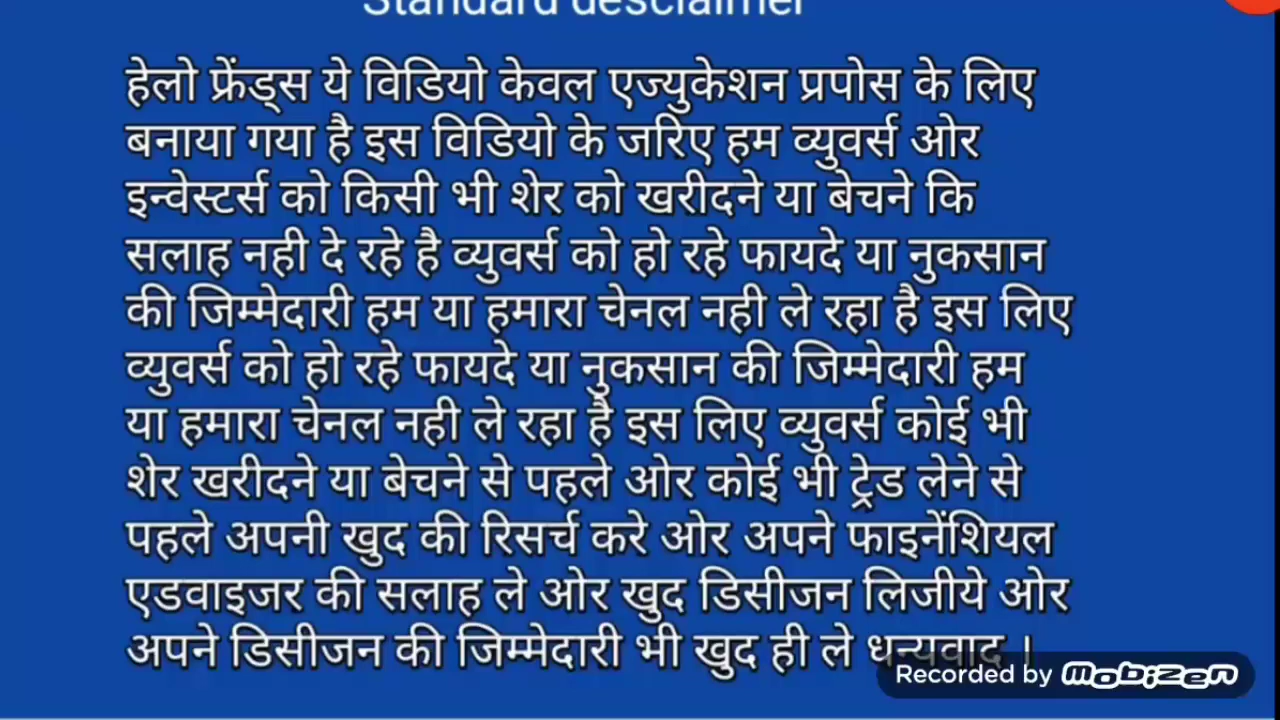 Standard desclaimer
हेलो फ्रेंड्स ये विडियो केवल एज्युकेशन प्रपोस के लिए
बनाया गया है इस विडियो के जरिए हम व्युवर्स ओर
इन्वेस्टर्स को किसी भी शेर को खरीदने या बेचने कि
सलाह नही दे रहे है व्युवर्स को हो रहे फायदे या नुकसान
की जिम्मेदारी हम या हमारा चेनल नही ले रहा है इस लिए
व्युवर्स को हो रहे फायदे या नुकसान की जिम्मेदारी हम
या हमारा चेनल नही ले रहा है इस लिए व्युवर्स कोई भी
शेर खरीदने या बेचने से पहले ओर कोई भी ट्रेड लेने से
पहले अपनी खुद की रिसर्च करे ओर अपने फाइनेंशियल
एडवाइजर की सलाह ले ओर खुद डिसीजन लिजीये ओर
अपने डिसीजन की जिम्मेदारी भी खुद ही ले धन्यवाद ।
Recorded by mobizen